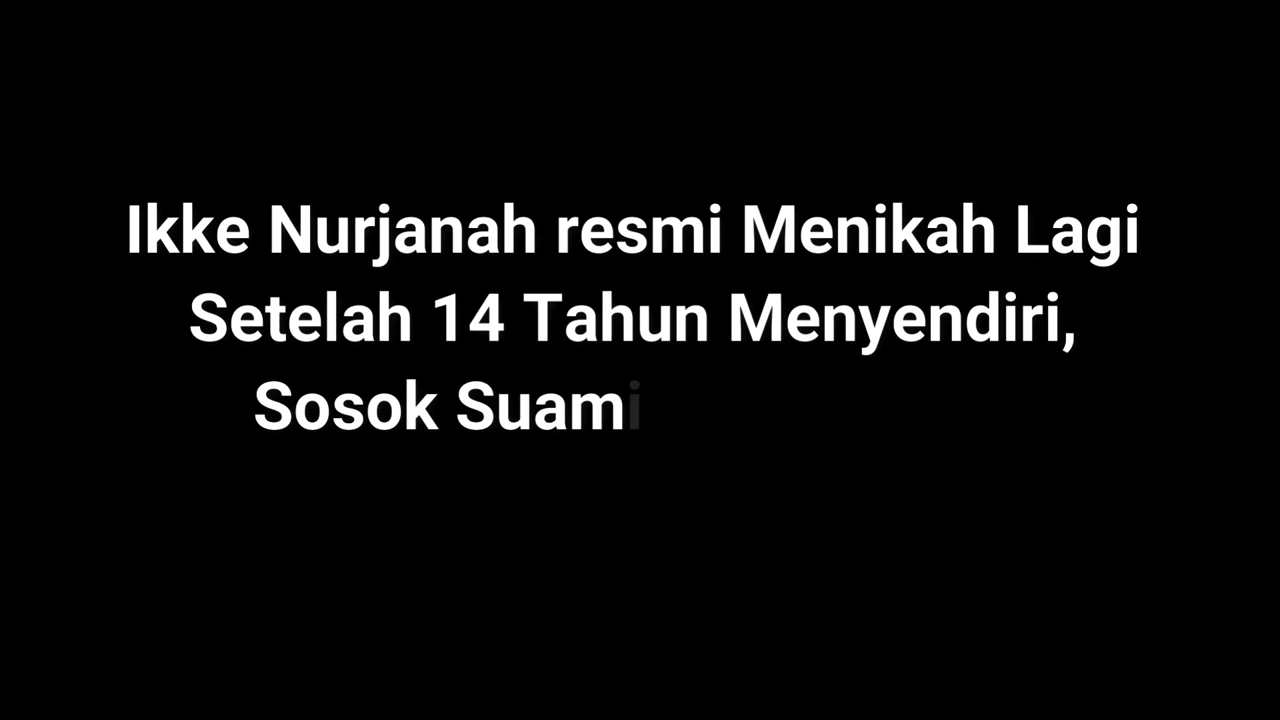 Ikke Nurjanah resmi Menikah Lagi
Setelah 14 Tahun Menyendiri,
Sosok Suami